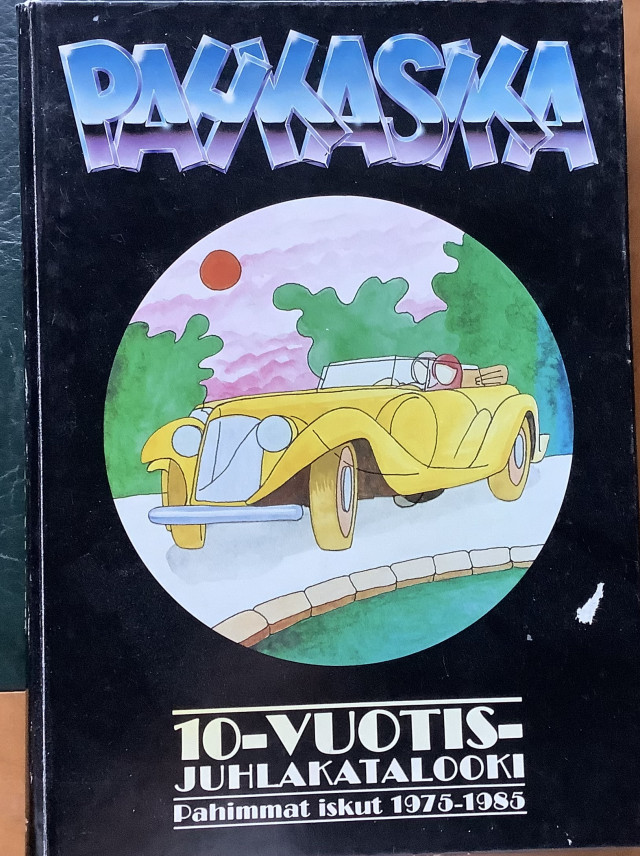 PAHKASIKA
10-VUOTIS-
JUHLAKATALOOKI
Pahimmat iskut 1975-1985